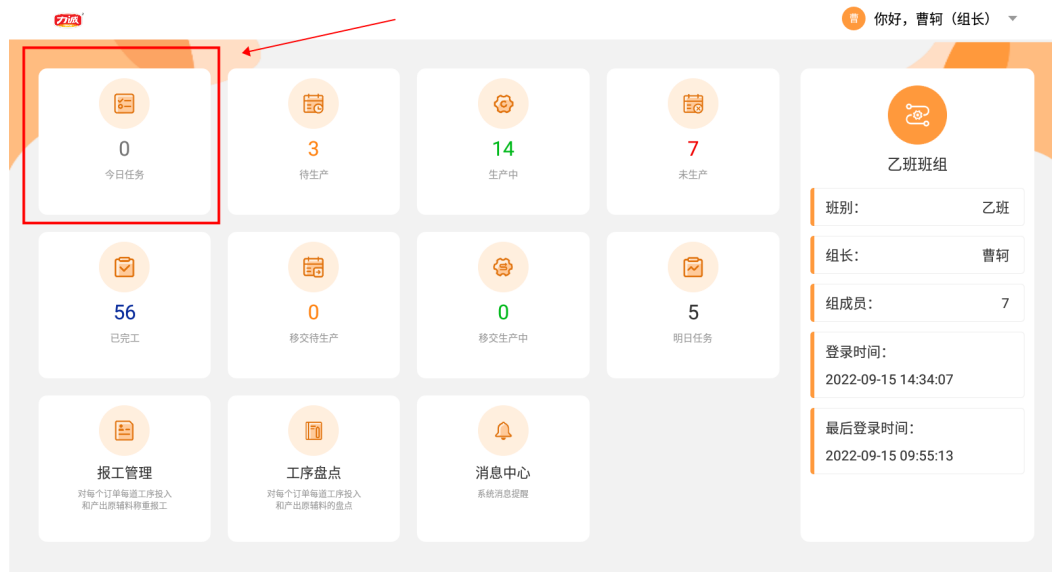 力诚
曹 你好，曹轲（组长）
0
今日任务
3
待生产
14
生产中
7
未生产
56
已完工
0
移交待生产
0
移交生产中
5
明日任务
报工管理
对每个订单每道工序投入
和产出原辅料称重报工
工序盘点
对每个订单每道工序投入
和产出原辅料的盘点
消息中心
系统消息提醒
乙班班组
班别： 乙班
组长： 曹轲
组成员： 7
登录时间：
2022-09-15 14:34:07
最后登录时间：
2022-09-15 09:55:13